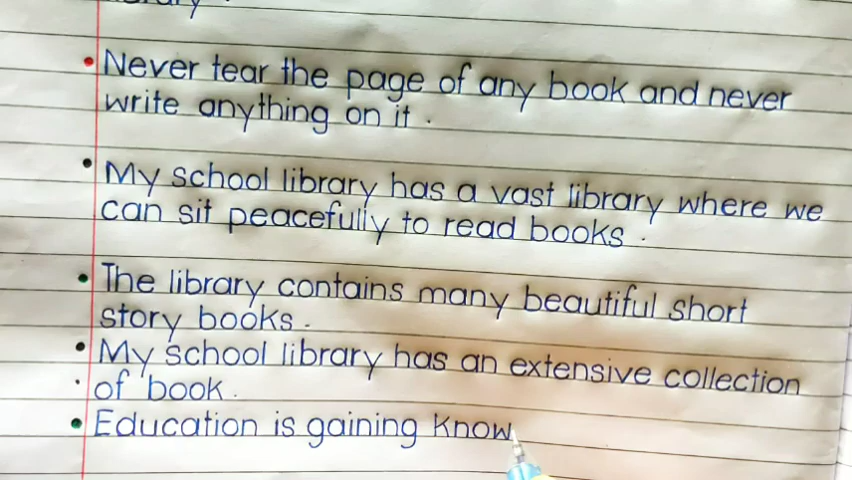 • Never tear the page of any book and never
write anything on it .
• My school library has a vast library where we
can sit peacefully to read books .
• The library contains many beautiful short
story books .
• My school library has an extensive collection
of book .
• Education is gaining know